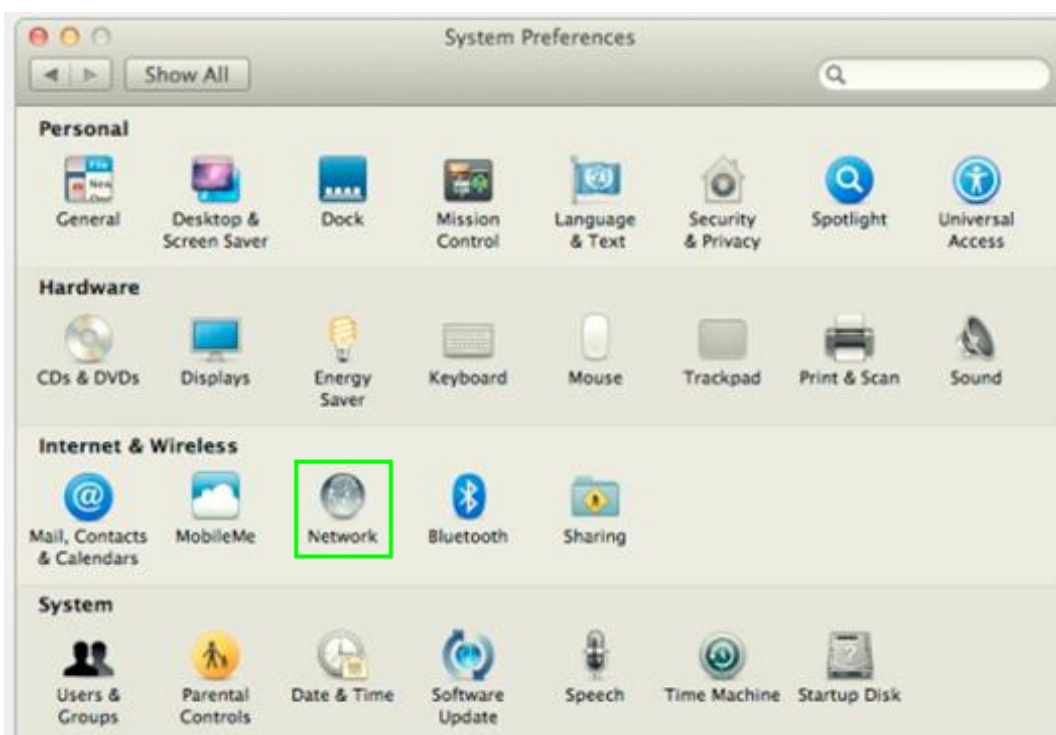 System Preferences
Show All
Personal
General
Desktop &
Screen Saver
Dock
Mission
Control
Language
& Text
Security
& Privacy
Spotlight
Universal
Access
Hardware
CDs & DVDs
Displays
Energy
Saver
Keyboard
Mouse
Trackpad
Print & Scan
Sound
Internet & Wireless
@
Mail, Contacts
& Calendars
MobileMe
Network
Bluetooth
Sharing
System
Users &
Groups
Parental
Controls
Date & Time
Software
Update
Speech
Time Machine
?
Startup Disk
File
New